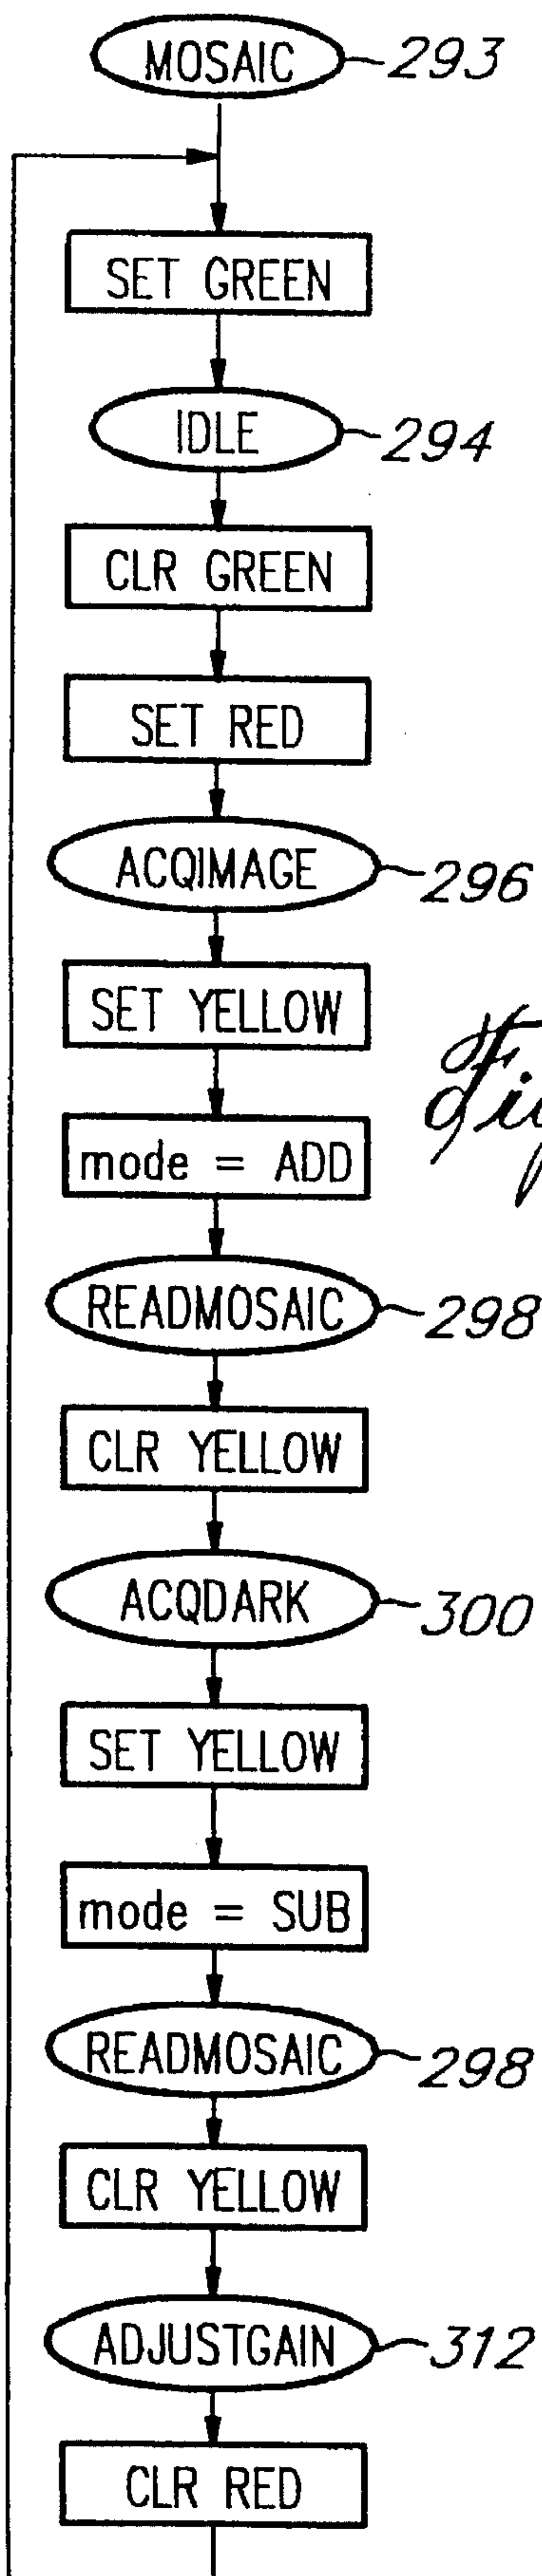 MOSAIC 293
SET GREEN
IDLE 294
CLR GREEN
SET RED
ACQIMAGE 296
SET YELLOW
mode = ADD
READMOSAIC 298
CLR YELLOW
ACQDARK 300
SET YELLOW
mode = SUB
READMOSAIC 298
CLR YELLOW
ADJUSTGAIN 312
CLR RED